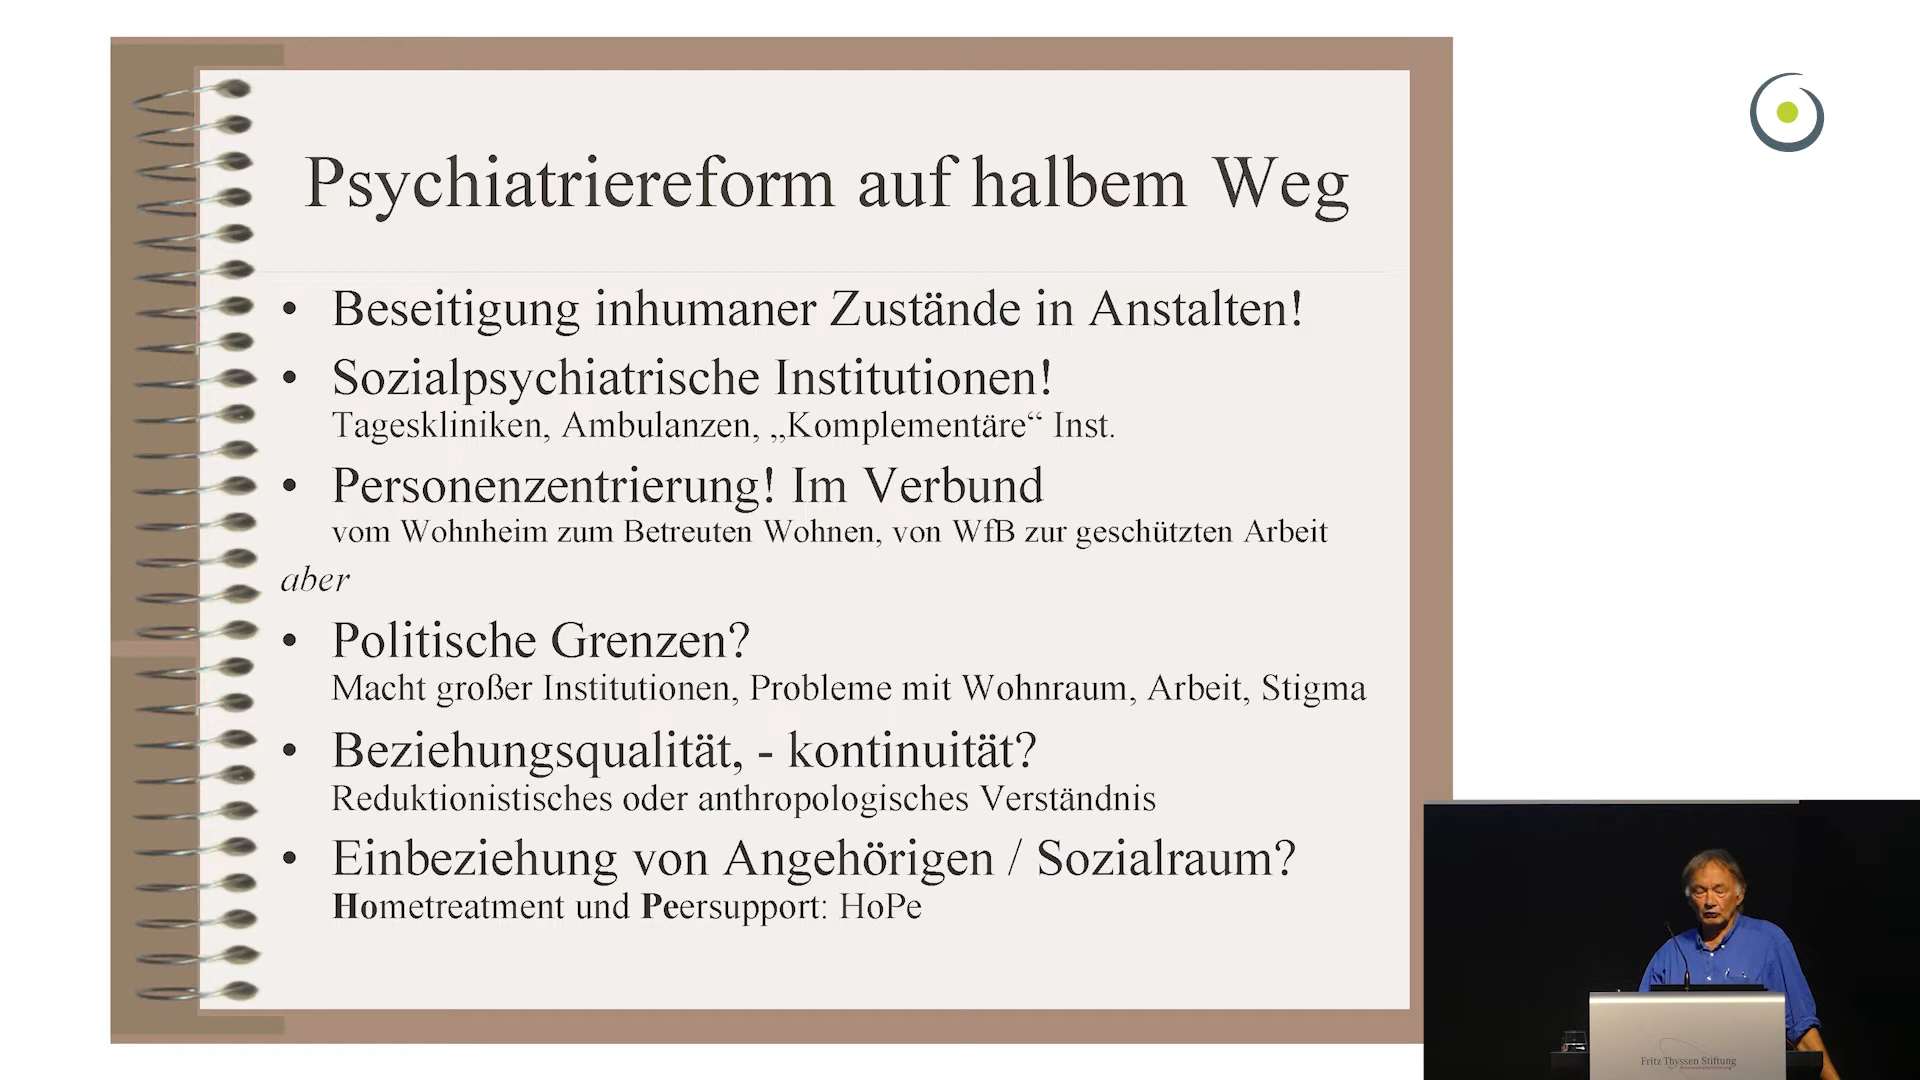 Psychiatriereform auf halbem Weg
• Beseitigung inhumaner Zustände in Anstalten!
• Sozialpsychiatrische Institutionen!
Tageskliniken, Ambulanzen, „Komplementäre“ Inst.
• Personenzentrierung! Im Verbund
vom Wohnheim zum Betreuten Wohnen, von WfB zur geschützten Arbeit
aber
• Politische Grenzen?
Macht großer Institutionen, Probleme mit Wohnraum, Arbeit, Stigma
• Beziehungsqualität, - kontinuität?
Reduktionistisches oder anthropologisches Verständnis
• Einbeziehung von Angehörigen / Sozialraum?
Hometreatment und Peersupport: HoPe
Fritz Thyssen Stiftung